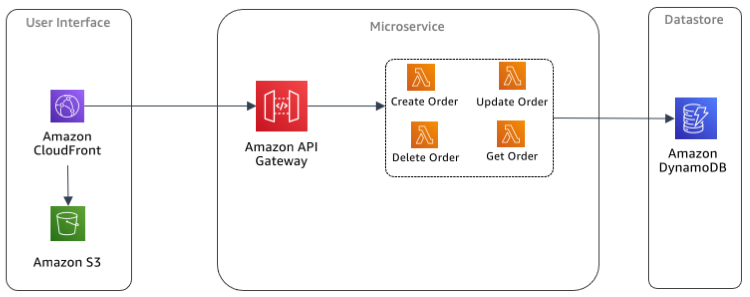 User Interface
Microservice
Datastore
Amazon
CloudFront
Amazon S3
Amazon API
Gateway
Create Order
Update Order
Delete Order
Get Order
Amazon
DynamoDB